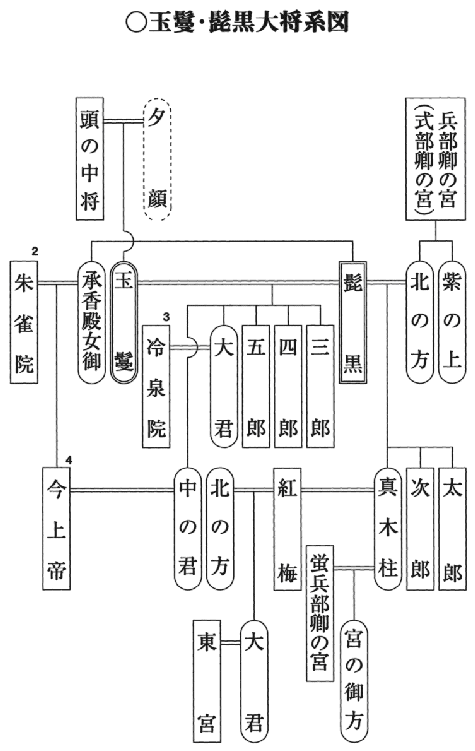 ○玉鬘・髭黒大将系図
兵部卿の宮
(式部卿の宮)
夕顔
頭の中将
紫の上
北の方
髭黒
玉鬘
承香殿女御
2
朱雀院
三郎
四郎
五郎
大君
3
冷泉院
太郎
次郎
真木柱
紅梅
北の方
中の君
4
今上帝
宮の御方
蛍兵部卿の宮
大君
東宮